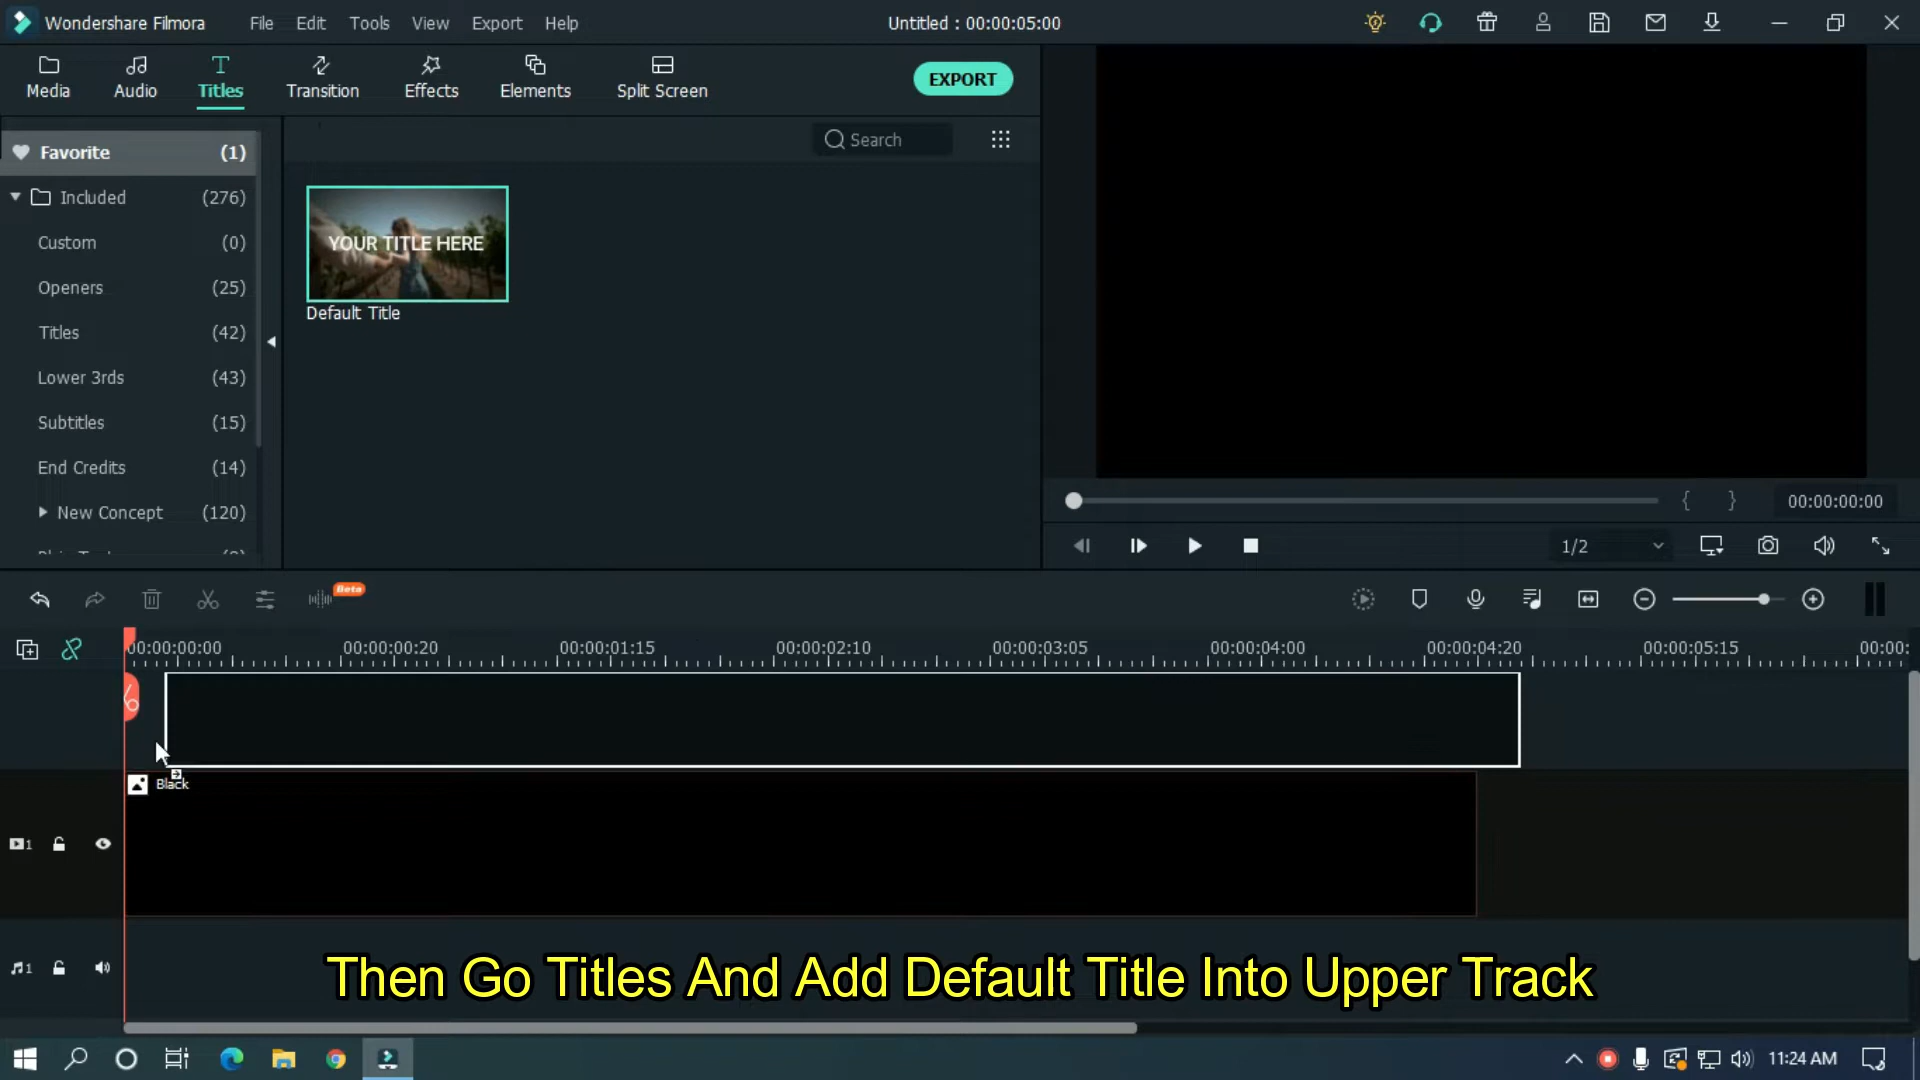 Wondershare Filmora
File Edit Tools View Export Help
Untitled : 00:00:05:00
Media Audio Titles Transition Effects Elements Split Screen
EXPORT
Favorite (1)
Search
Included (276)
Custom (0)
Openers (25)
Titles (42)
Lower 3rds (43)
Subtitles (15)
End Credits (14)
New Concept (120)
YOUR TITLE HERE
Default Title
00:00:00:00
1/2
Beta
00:00:00:00 00:00:00:20 00:00:01:15 00:00:02:10 00:00:03:05 00:00:04:00 00:00:04:20 00:00:05:15 00:00:
Black
1
1
Then Go Titles And Add Default Title Into Upper Track
11:24 AM